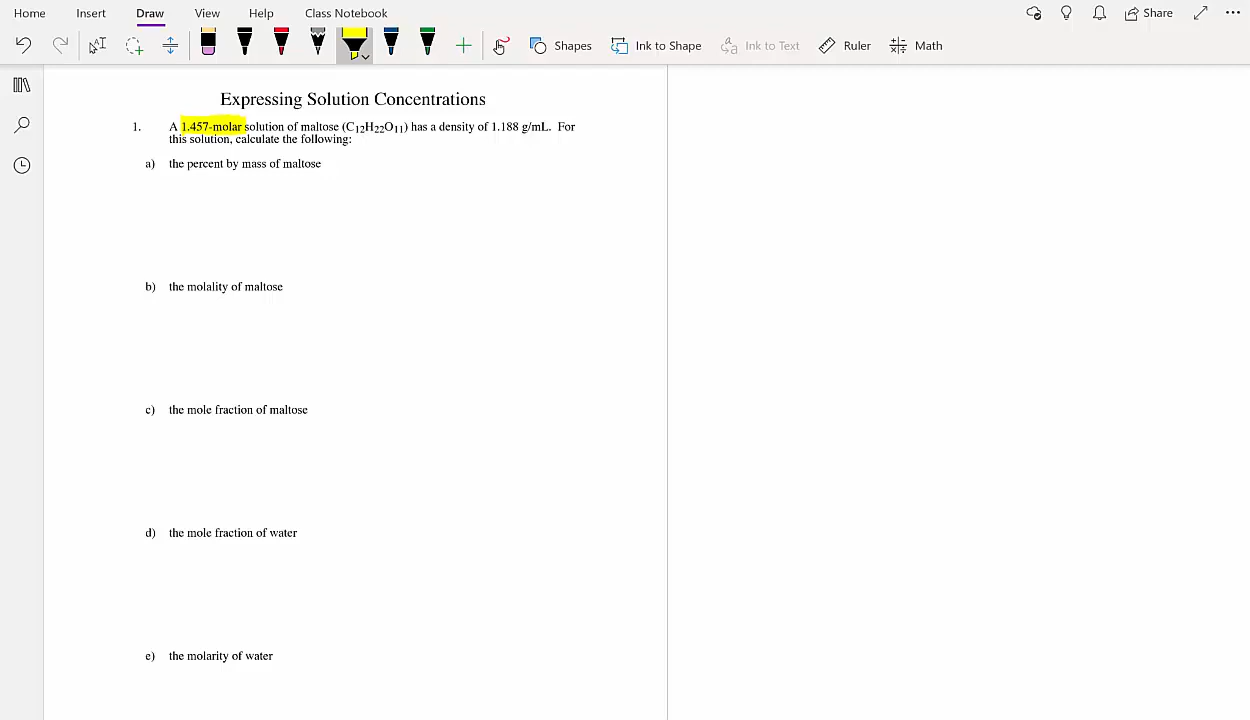 Home Insert Draw View Help Class Notebook Share
Shapes Ink to Shape Ink to Text Ruler Math
Expressing Solution Concentrations
1. A 1.457-molar solution of maltose (C12H22O11) has a density of 1.188 g/mL. For
this solution, calculate the following:
a) the percent by mass of maltose
b) the molality of maltose
c) the mole fraction of maltose
d) the mole fraction of water
e) the molarity of water